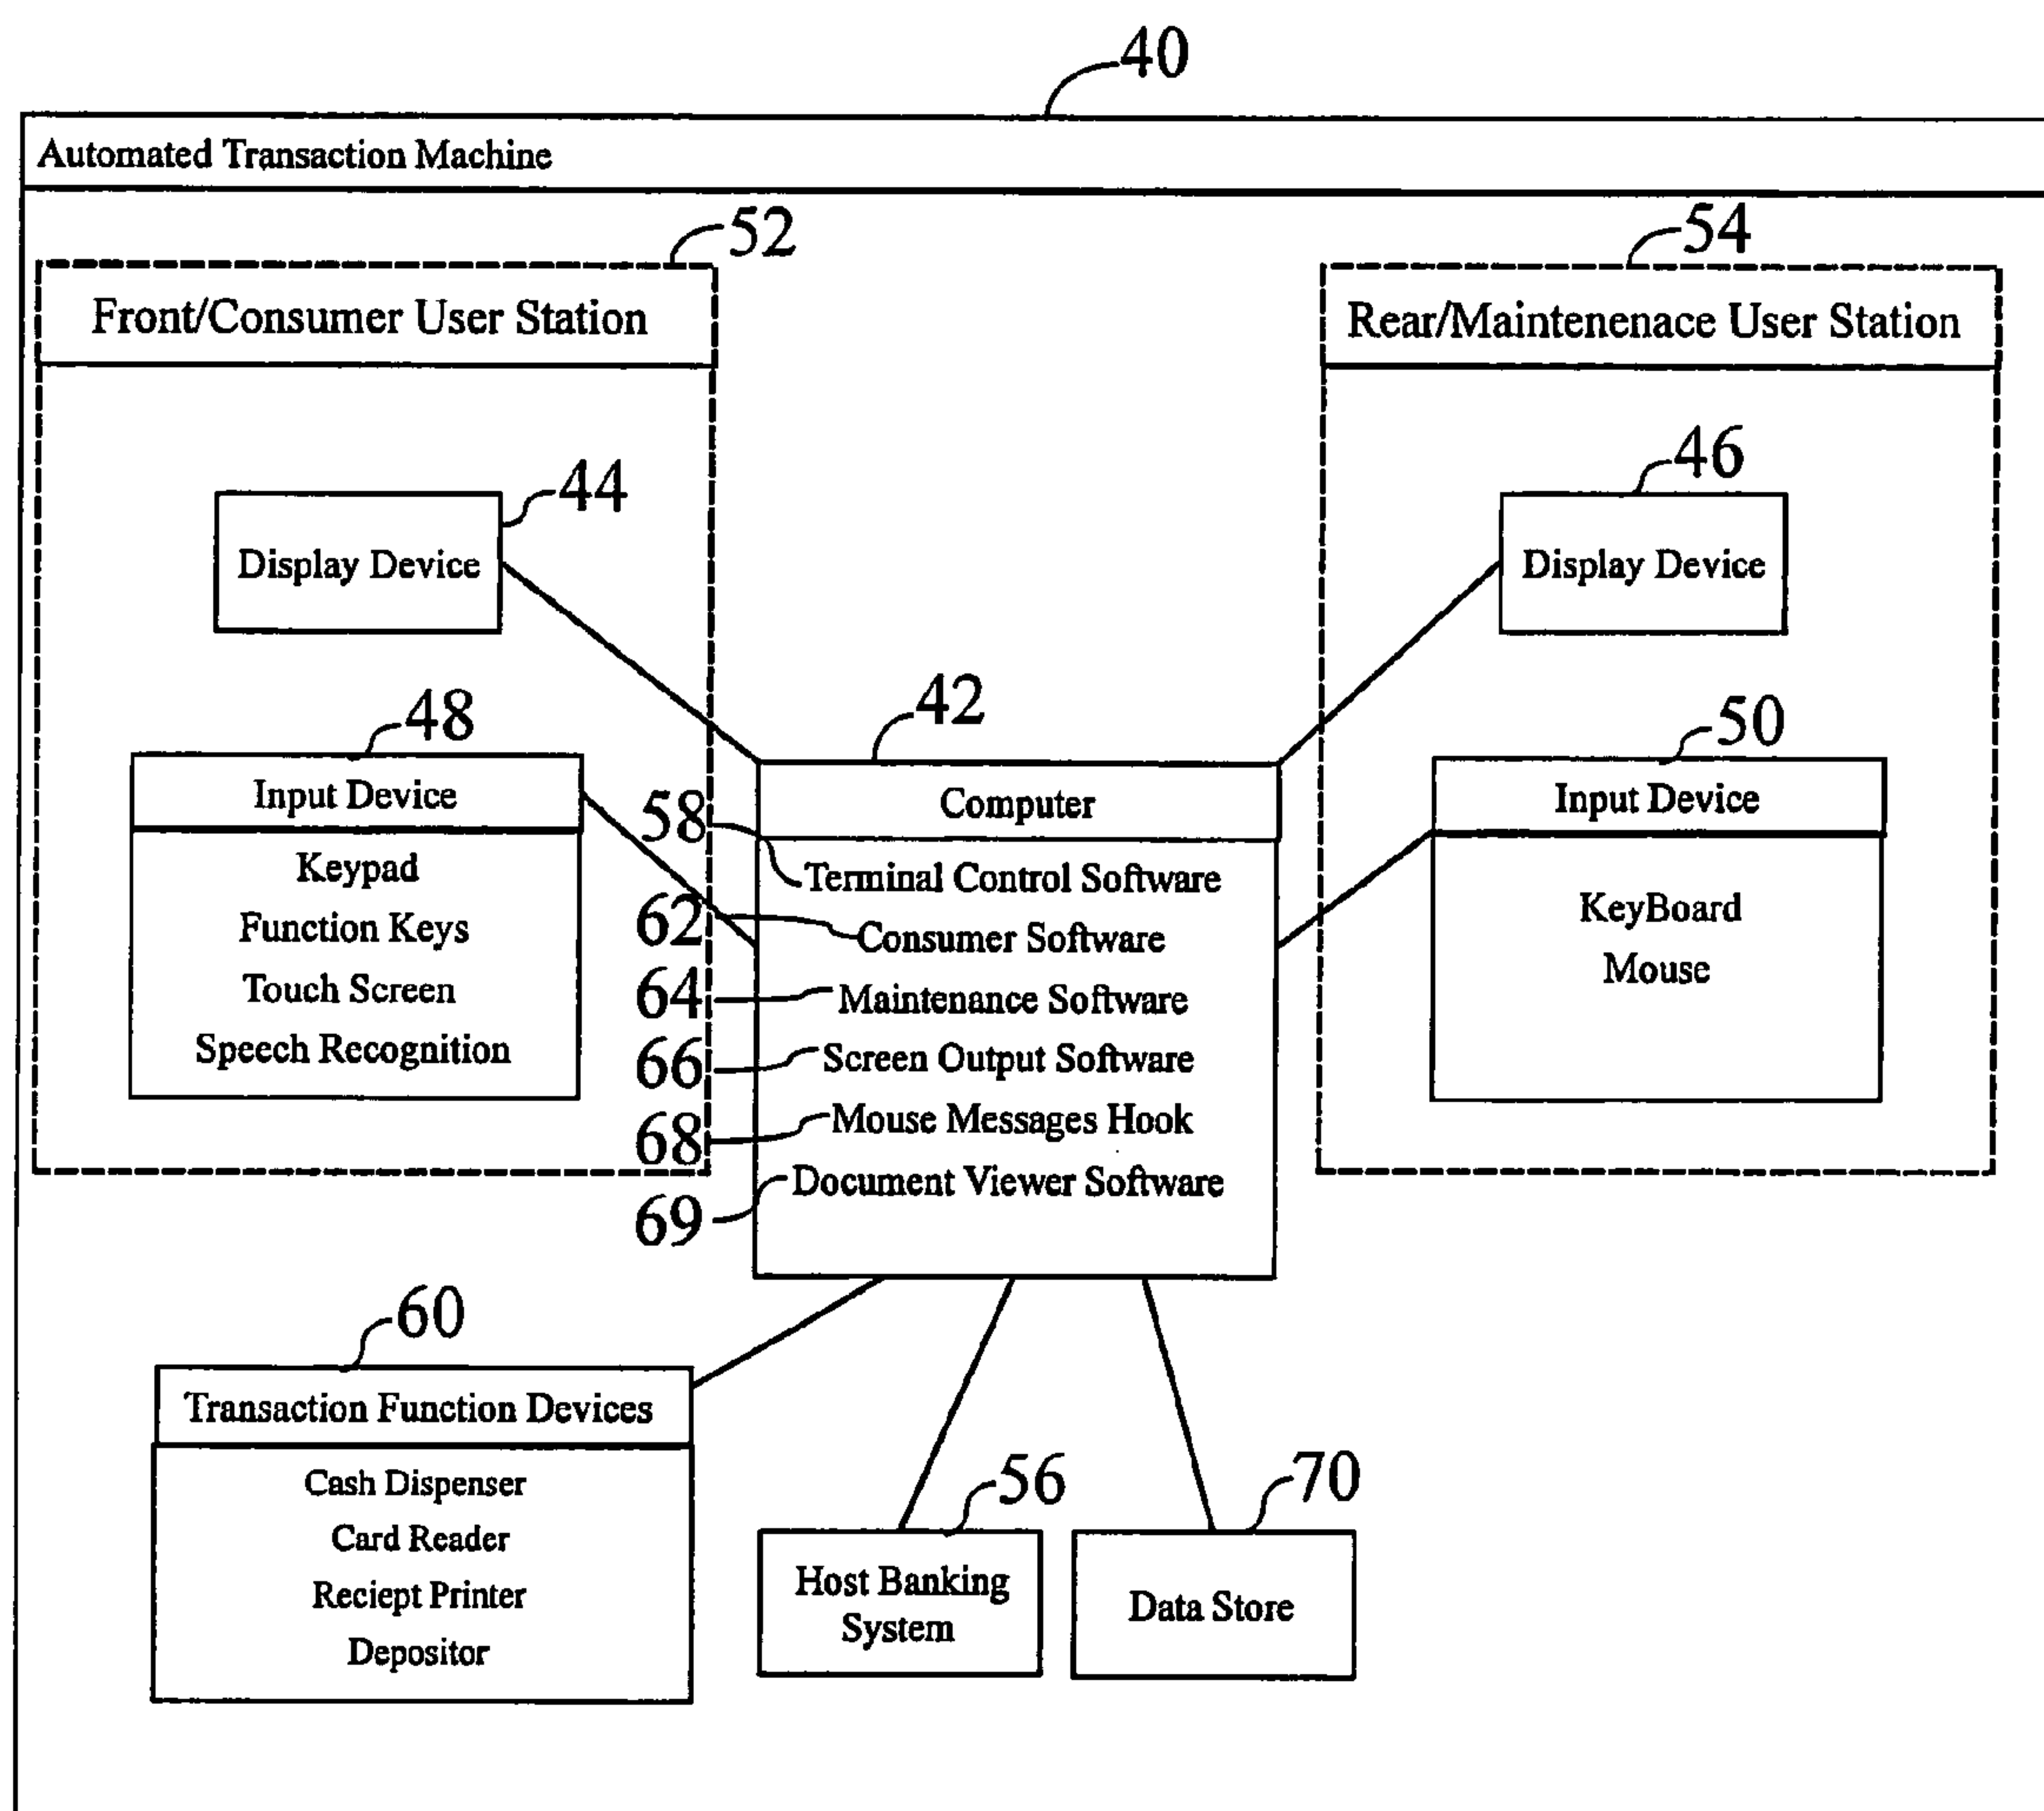 40
Automated Transaction Machine
52
54
Front/Consumer User Station
Rear/Maintenenace User Station
44
Display Device
46
Display Device
48
Input Device
Keypad
Function Keys
Touch Screen
Speech Recognition
42
Computer
58
Terminal Control Software
62
Consumer Software
64
Maintenance Software
66
Screen Output Software
68
Mouse Messages Hook
69
Document Viewer Software
50
Input Device
KeyBoard
Mouse
60
Transaction Function Devices
Cash Dispenser
Card Reader
Reciept Printer
Depositor
56
Host Banking
System
70
Data Store